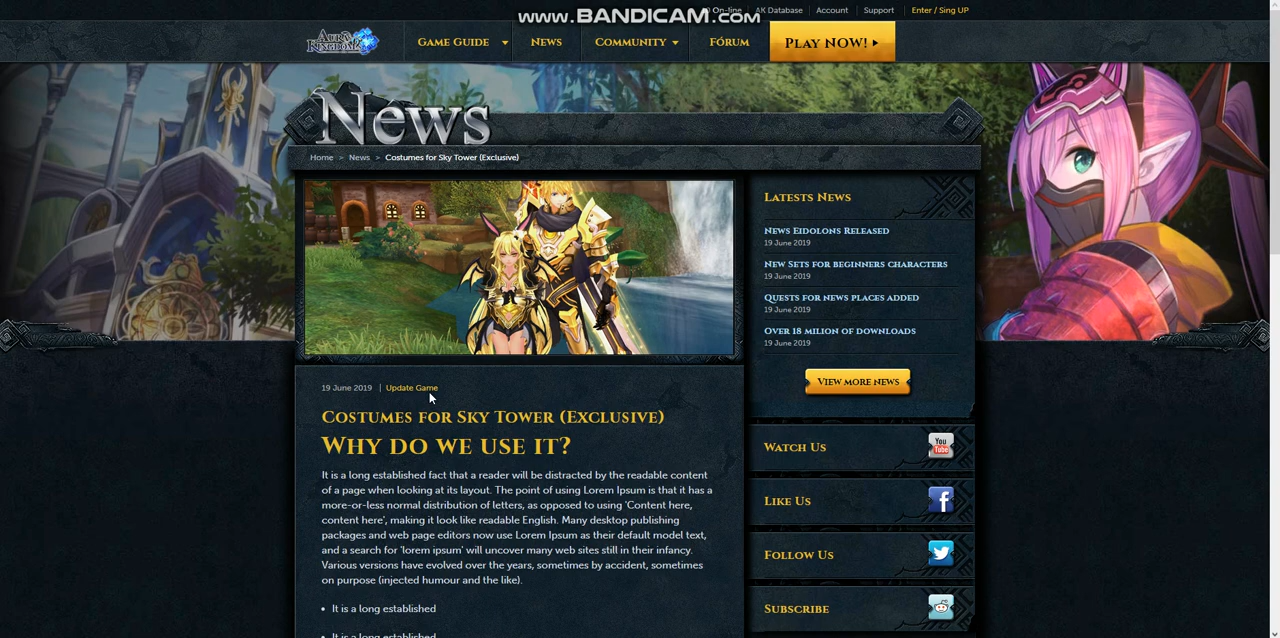 www.BANDICAM.com
On-line
AK Database
Account
Support
Enter / Sing UP
Aura Kingdom
Game Guide
News
Community
Fórum
Play NOW!
News
Home > News > Costumes for Sky Tower (Exclusive)
19 June 2019 | Update Game
Costumes for Sky Tower (Exclusive)
Why do we use it?
It is a long established fact that a reader will be distracted by the readable content
of a page when looking at its layout. The point of using Lorem Ipsum is that it has a
more-or-less normal distribution of letters, as opposed to using 'Content here,
content here', making it look like readable English. Many desktop publishing
packages and web page editors now use Lorem Ipsum as their default model text,
and a search for 'lorem ipsum' will uncover many web sites still in their infancy.
Various versions have evolved over the years, sometimes by accident, sometimes
on purpose (injected humour and the like).
• It is a long established
• It is a long established
Latests News
News Eidolons Released
19 June 2019
New Sets for beginners characters
19 June 2019
Quests for news places added
19 June 2019
Over 18 milion of downloads
19 June 2019
View more news
Watch Us
You
Tube
Like Us
f
Follow Us
Subscribe